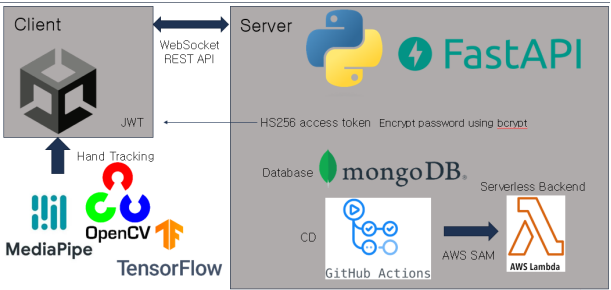 Client
Server
WebSocket
REST API
FastAPI
JWT
HS256 access token Encrypt password using bcrypt
Hand Tracking
Database
mongoDB.
Serverless Backend
MediaPipe
OpenCV
TensorFlow
CD
GitHub Actions
AWS SAM
AWS Lambda